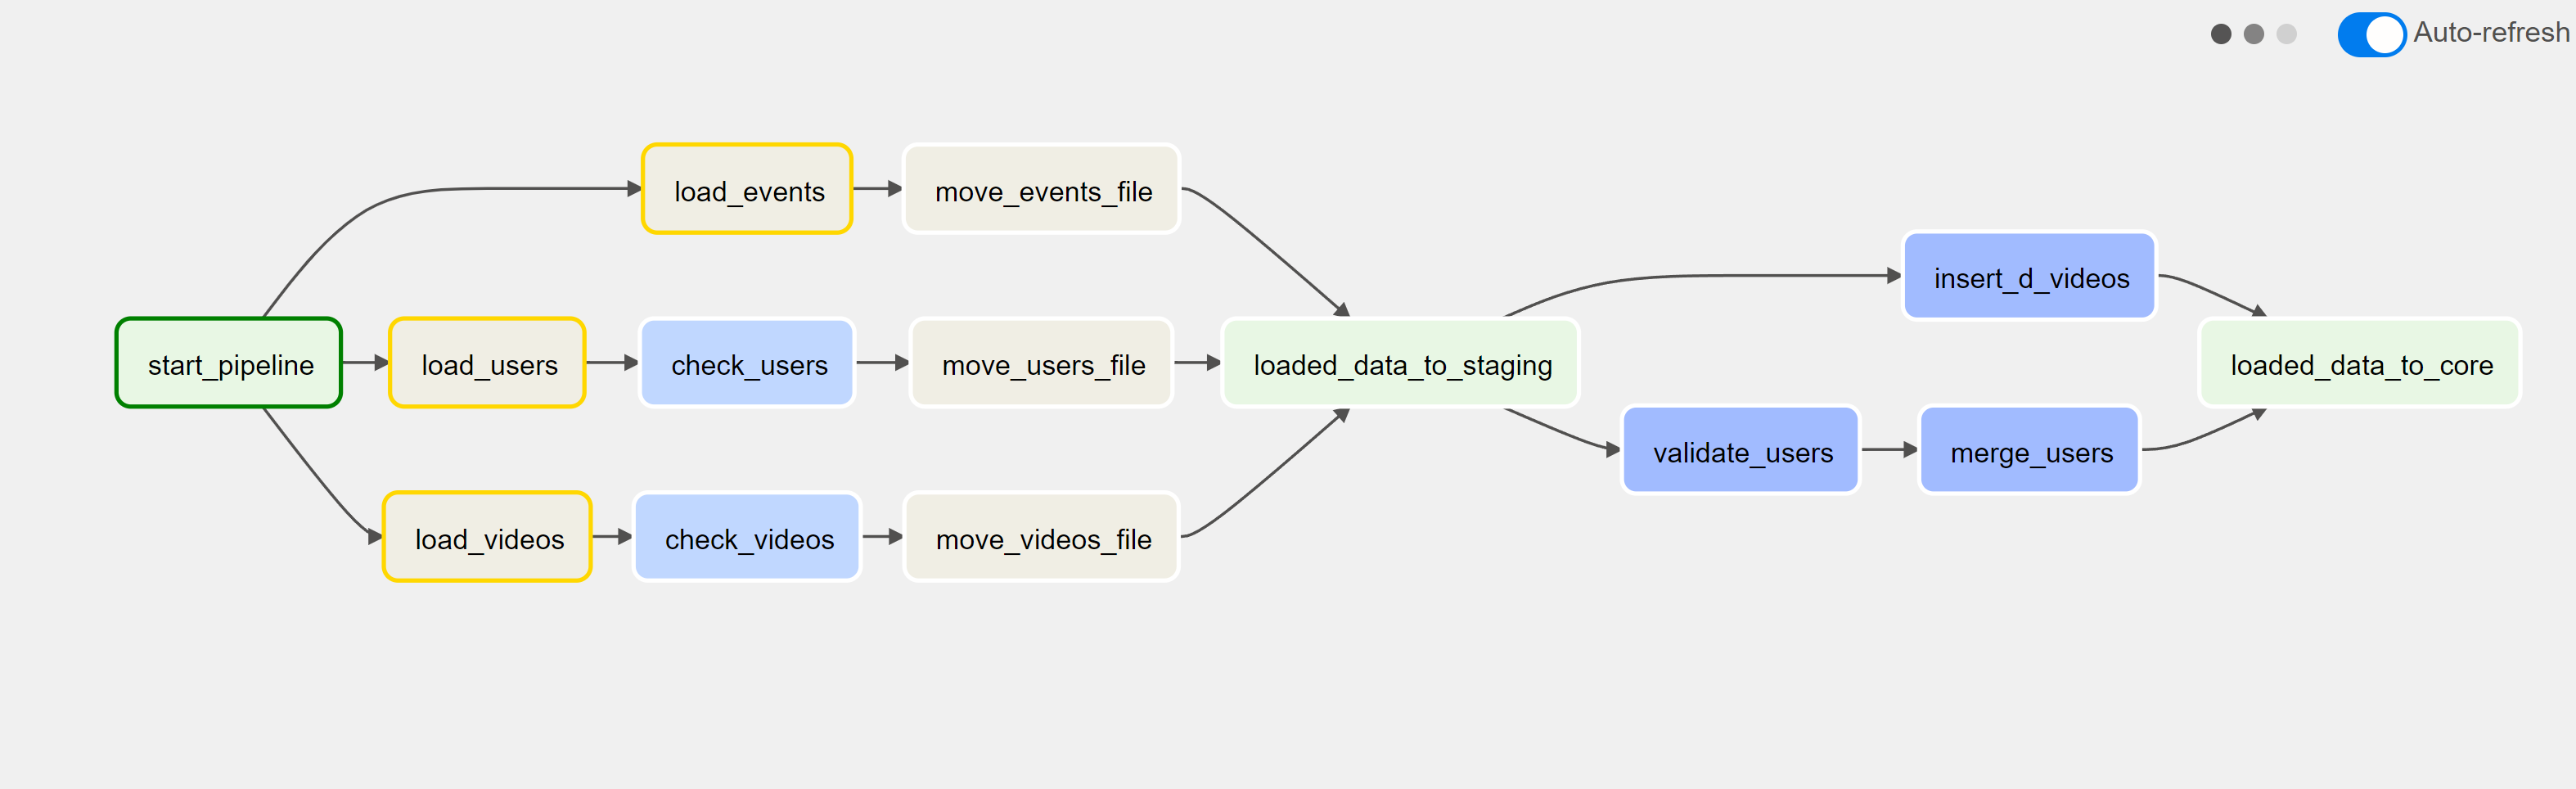 Auto-refresh
load_events
move_events_file
insert_d_videos
start_pipeline
load_users
check_users
move_users_file
loaded_data_to_staging
loaded_data_to_core
validate_users
merge_users
load_videos
check_videos
move_videos_file